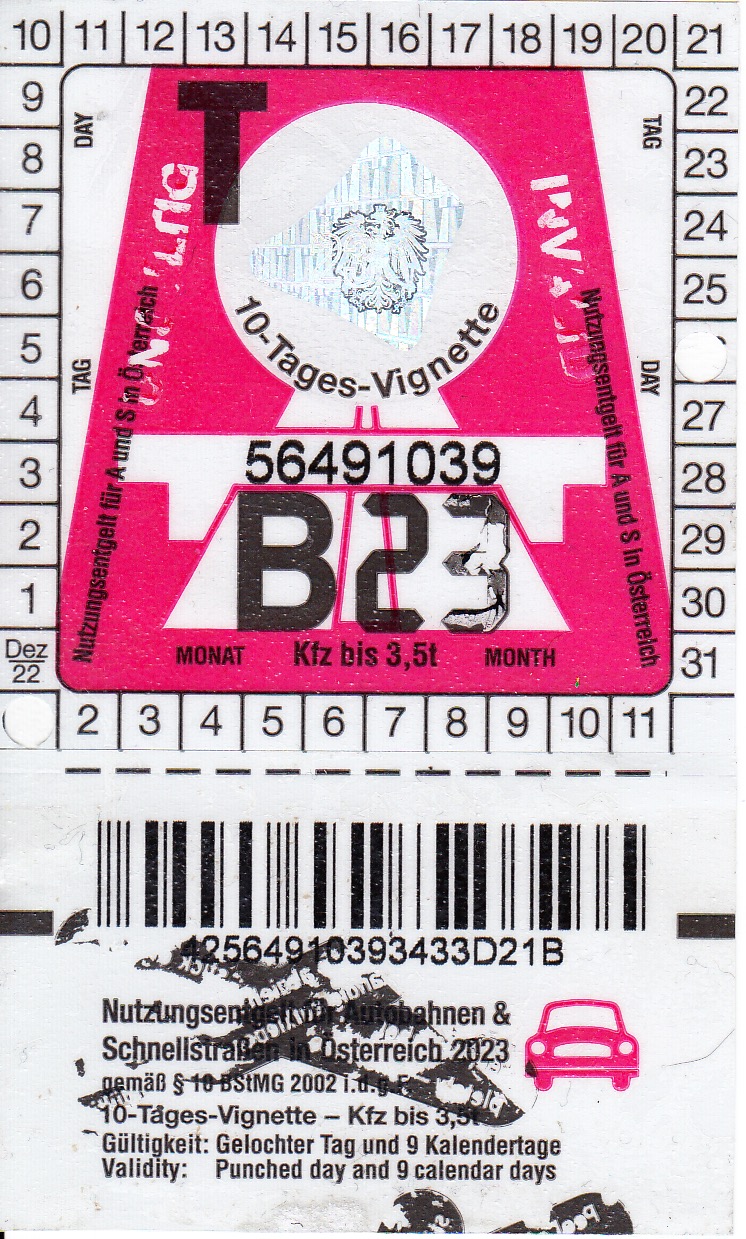 10 11 12 13 14 15 16 17 18 19 20 21
9 22
DAY T TAG
8 23
7 24
6 25
5
TAG DAY
4 27
3 28
2 29
1 30
Dez
22
31
2 3 4 5 6 7 8 9 10 11
10-Tages-Vignette
Nutzungsentgelt für A und S in Österreich
Nutzungsentgelt für A und S in Österreich
56491039
B23
MONAT Kfz bis 3,5t MONTH
42564910393433D21B
Nutzungsentgelt für Autobahnen &
Schnellstraßen in Österreich 2023
gemäß § 10 BStMG 2002 i.d.g.F.
10-Tages-Vignette – Kfz bis 3,5t
Gültigkeit: Gelochter Tag und 9 Kalendertage
Validity: Punched day and 9 calendar days